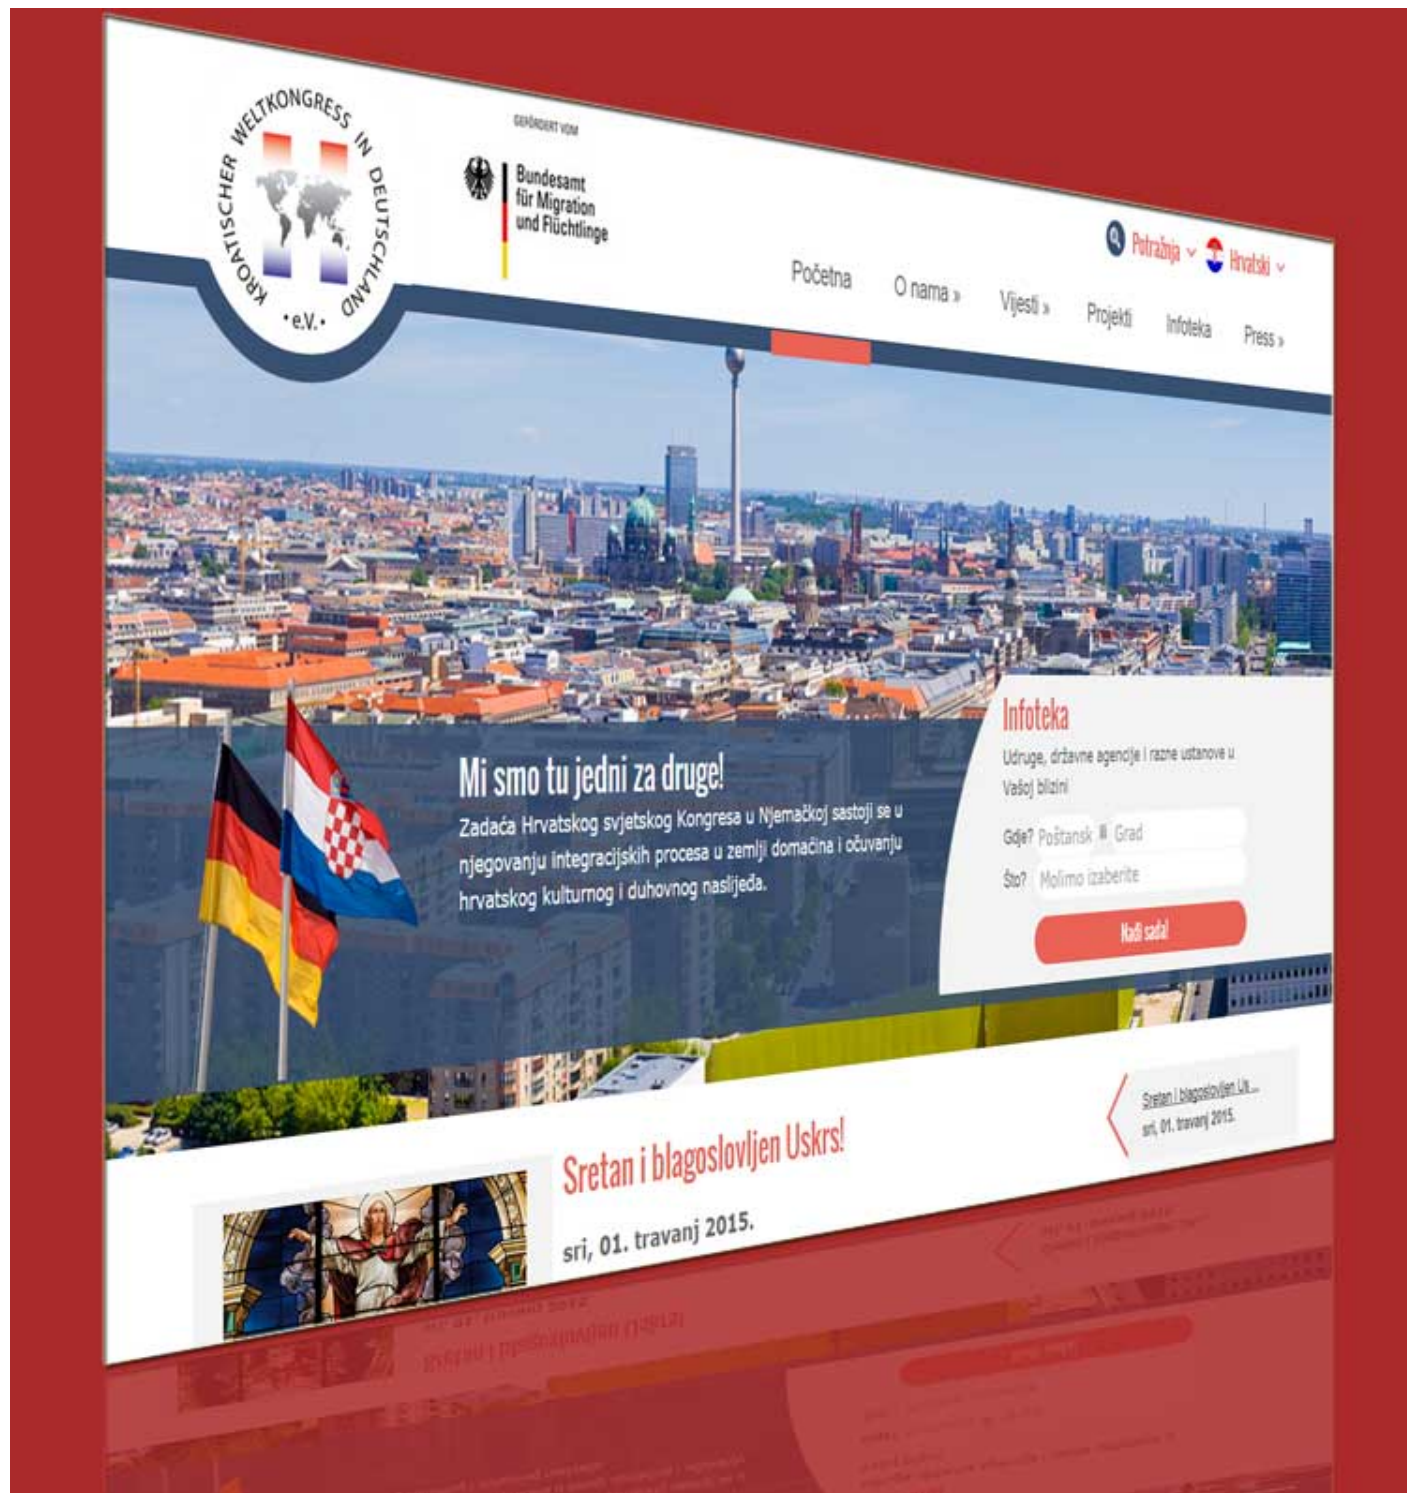 KROATISCHER WELTKONGRESS IN DEUTSCHLAND
• e.V. •
GEFÖRDERT VOM
Bundesamt
für Migration
und Flüchtlinge
Potražnja
Hrvatski
Početna
O nama »
Vijesti »
Projekti
Infoteka
Press »
Mi smo tu jedni za druge!
Zadaća Hrvatskog svjetskog Kongresa u Njemačkoj sastoji se u
njegovanju integracijskih procesa u zemlji domaćina i očuvanju
hrvatskog kulturnog i duhovnog naslijeđa.
Infoteka
Udruge, državne agencije i razne ustanove u
Vašoj blizini
Gdje? Poštansk Grad
Što? Molimo izaberite
Nađi sada!
Sretan i blagoslovljen Us ...
sri, 01. travanj 2015.
Sretan i blagoslovljen Uskrs!
sri, 01. travanj 2015.